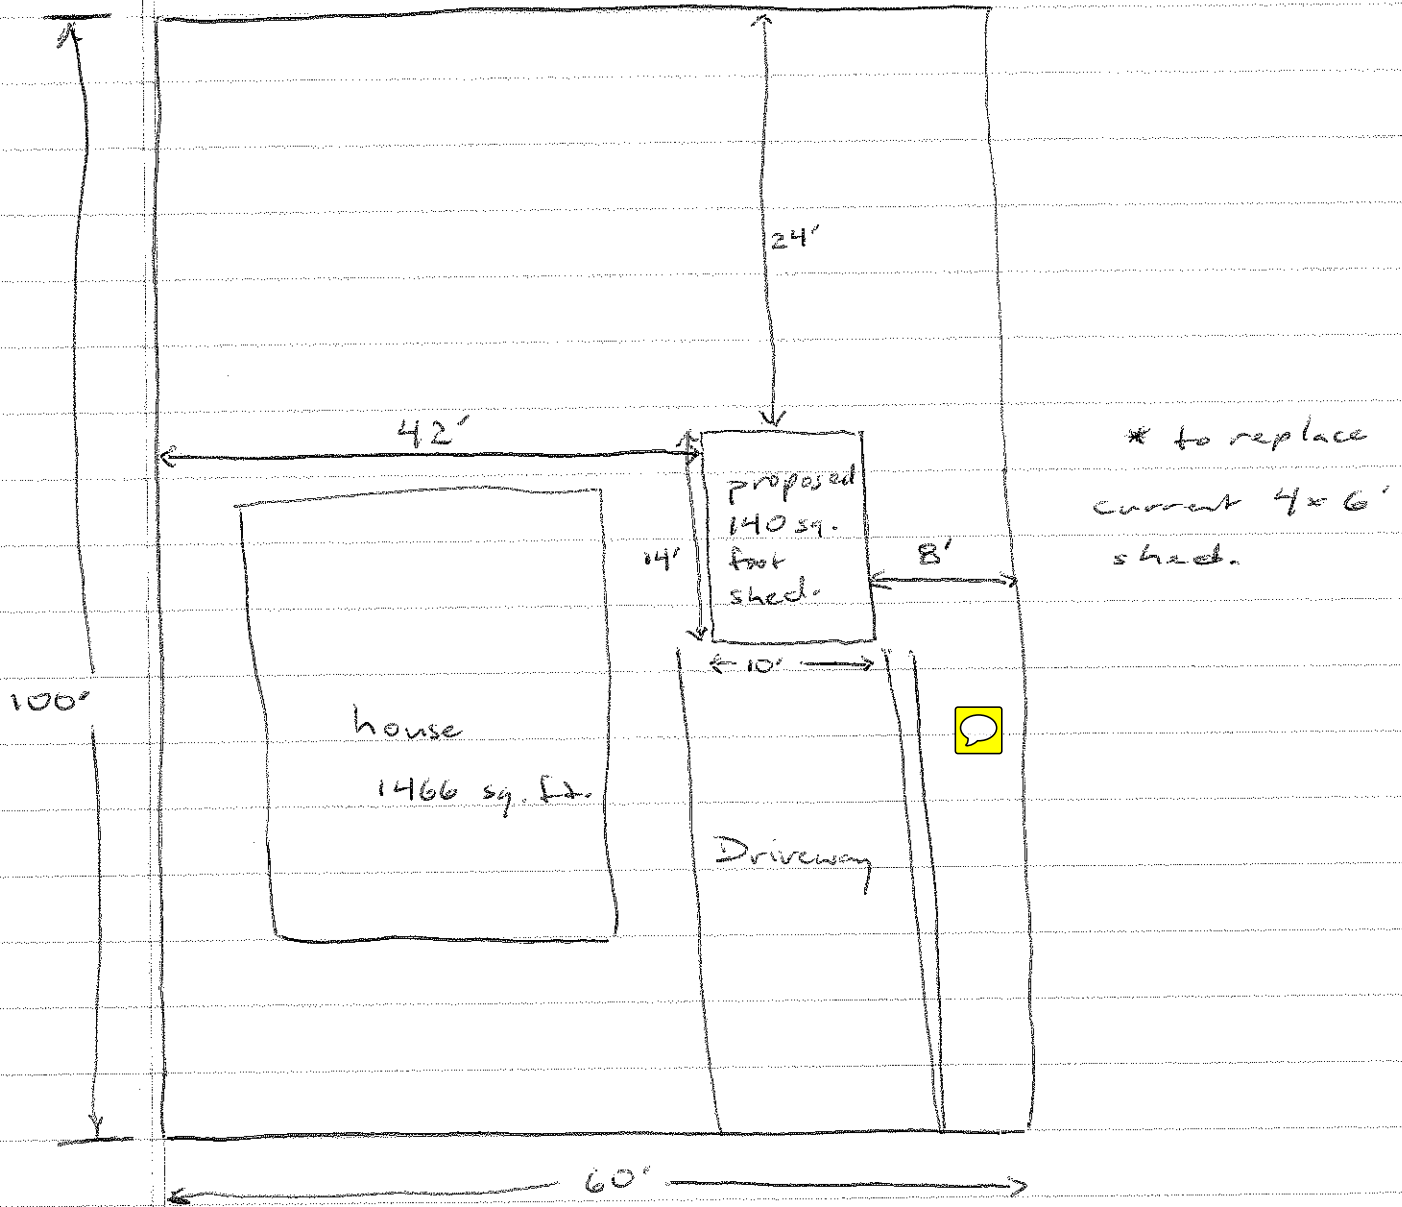 24'
42'
* to replace
current 4x6'
shed.
proposed
140 sq.
foot
shed.
14'
8'
10'
100'
house
1466 sq. ft.
Driveway
60'